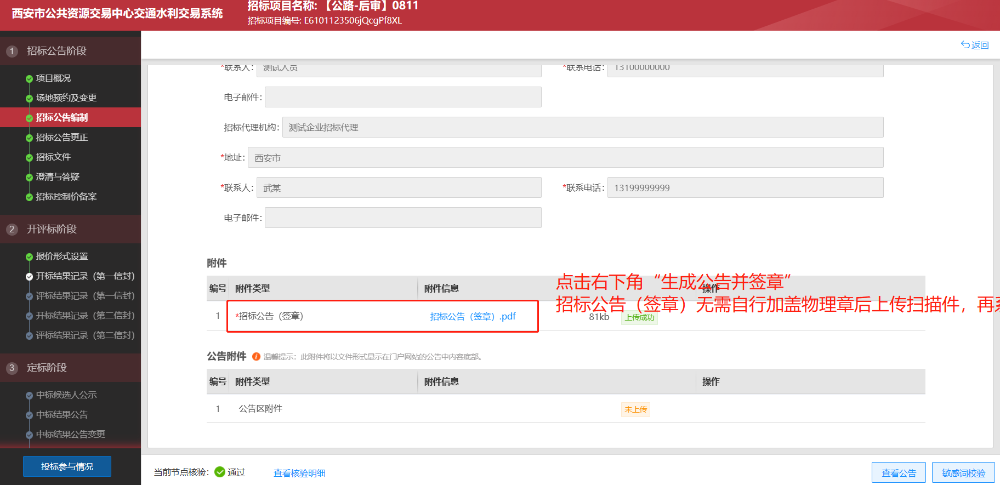 西安市公共资源交易中心交通水利交易系统
招标项目名称: 【公路-后审】0811
招标项目编号: E6101123506jQcgPf8XL
返回
1 招标公告阶段
项目概况
场地预约及变更
招标公告编制
招标公告更正
招标文件
澄清与答疑
招标控制价备案
2 开评标阶段
报价形式设置
开标结果记录（第一信封）
评标结果记录（第一信封）
开标结果记录（第二信封）
评标结果记录（第二信封）
3 定标阶段
中标候选人公示
中标结果公告
中标结果公告变更
投标参与情况
*联系人: 测试人员 *联系电话: 13100000000
电子邮件:
招标代理机构: 测试企业招标代理
*地址: 西安市
*联系人: 武某 *联系电话: 13199999999
电子邮件:
附件
编号 附件类型 附件信息 操作
点击右下角“生成公告并签章”
招标公告（签章）无需自行加盖物理章后上传扫描件，再
1 *招标公告（签章） 招标公告（签章）.pdf 81kb 上传成功
公告附件 温馨提示：此附件将以文件形式显示在门户网站的公告中内容底部。
编号 附件类型 附件信息 操作
1 公告区附件 未上传
当前节点核验: 通过 查看核验明细
查看公告 敏感词校验